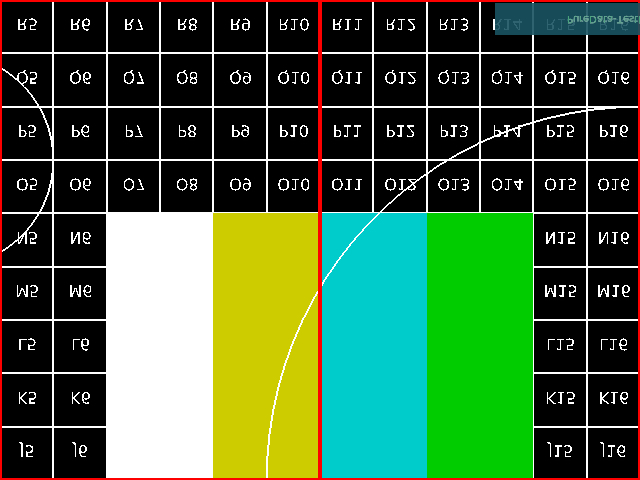 J5 J6 J15 J16
K5 K6 K15 K16
L5 L6 L15 L16
M5 M6 M15 M16
N5 N6 N15 N16
O5 O6 O7 O8 O9 O10 O11 O12 O13 O14 O15 O16
P5 P6 P7 P8 P9 P10 P11 P12 P13 P14 P15 P16
Q5 Q6 Q7 Q8 Q9 Q10 Q11 Q12 Q13 Q14 Q15 Q16
R5 R6 R7 R8 R9 R10 R11 R12 R13 R14 R15 R16